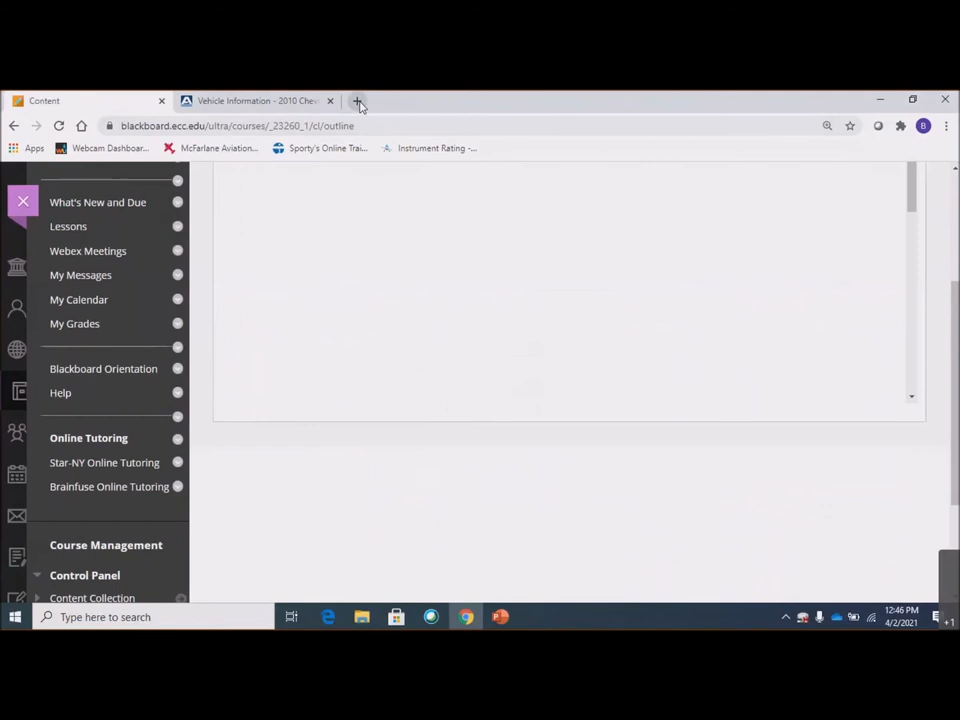 Content
Vehicle Information - 2010 Chev
blackboard.ecc.edu/ultra/courses/_23260_1/cl/outline
B
Apps
Webcam Dashboar...
McFarlane Aviation...
Sporty's Online Trai...
Instrument Rating -...
What's New and Due
Lessons
Webex Meetings
My Messages
My Calendar
My Grades
Blackboard Orientation
Help
Online Tutoring
Star-NY Online Tutoring
Brainfuse Online Tutoring
Course Management
Control Panel
Content Collection
Type here to search
12:46 PM
4/2/2021
+1